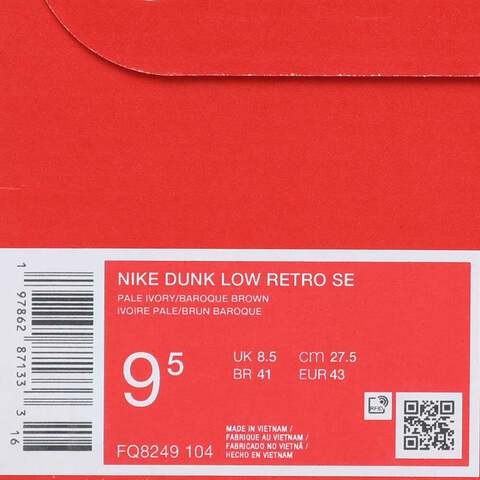 NIKE DUNK LOW RETRO SE
PALE IVORY/BAROQUE BROWN
IVOIRE PALE/BRUN BAROQUE
9⁵
UK 8.5 cm 27.5
BR 41 EUR 43
RFID
FQ8249 104
MADE IN VIETNAM /
FABRIQUE AU VIETNAM /
FABRICADO NO VIETNÃ /
HECHO EN VIETNAM
1 97862 87133 3
16